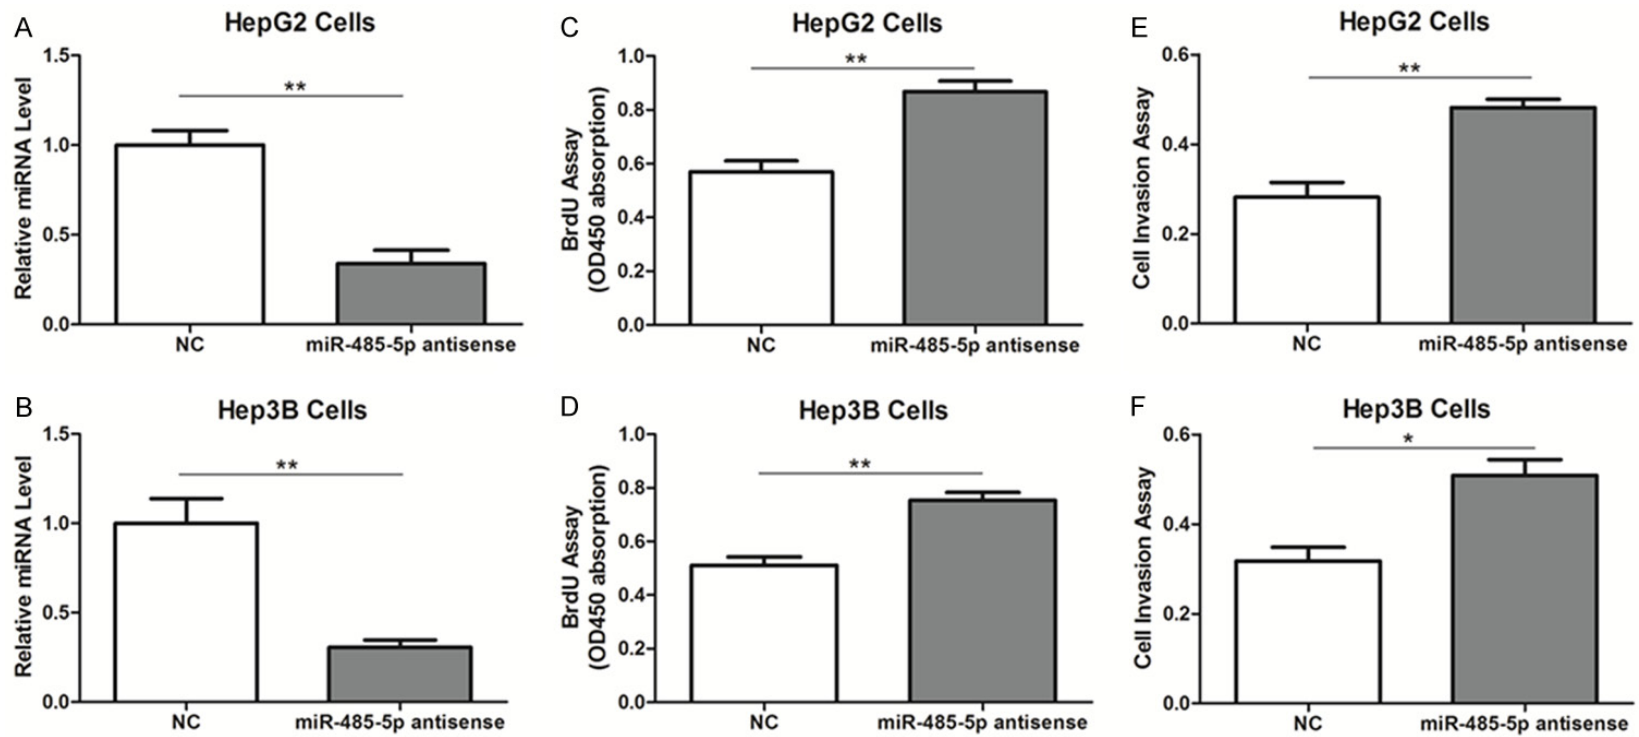 A
HepG2 Cells
Relative miRNA Level
1.5
1.0
0.5
0.0
**
NC
miR-485-5p antisense
C
HepG2 Cells
BrdU Assay
(OD450 absorption)
1.0
0.8
0.6
0.4
0.2
0.0
**
NC
miR-485-5p antisense
E
HepG2 Cells
Cell Invasion Assay
0.6
0.4
0.2
0.0
**
NC
miR-485-5p antisense
B
Hep3B Cells
Relative miRNA Level
1.5
1.0
0.5
0.0
**
NC
miR-485-5p antisense
D
Hep3B Cells
BrdU Assay
(OD450 absorption)
1.0
0.8
0.6
0.4
0.2
0.0
**
NC
miR-485-5p antisense
F
Hep3B Cells
Cell Invasion Assay
0.6
0.4
0.2
0.0
*
NC
miR-485-5p antisense